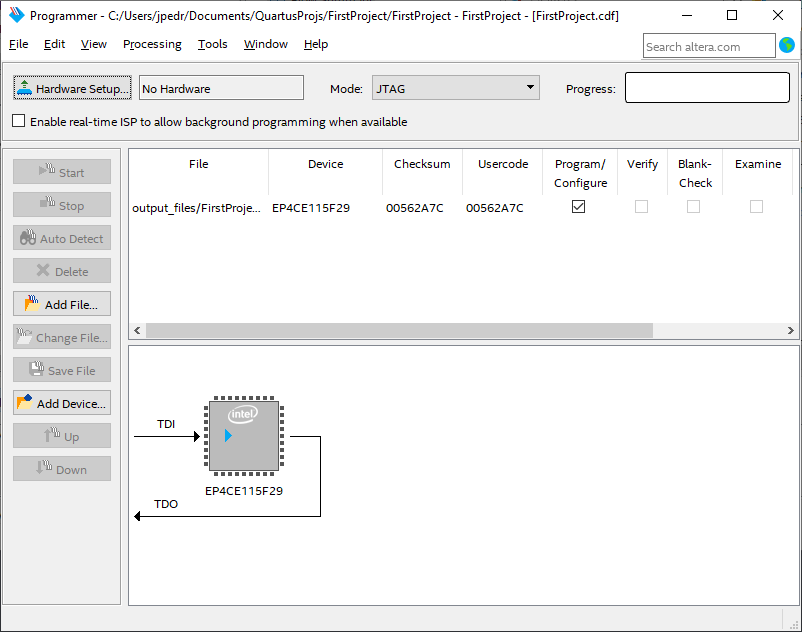 Programmer - C:/Users/jpedr/Documents/QuartusProjs/FirstProject/FirstProject - FirstProject - [FirstProject.cdf]
File Edit View Processing Tools Window Help
Search altera.com
Hardware Setup... No Hardware Mode: JTAG Progress:
Enable real-time ISP to allow background programming when available
Start
Stop
Auto Detect
Delete
Add File...
Change File...
Save File
Add Device...
Up
Down
File Device Checksum Usercode Program/ Configure Verify Blank- Check Examine
output_files/FirstProje... EP4CE115F29 00562A7C 00562A7C
intel
TDI
EP4CE115F29
TDO